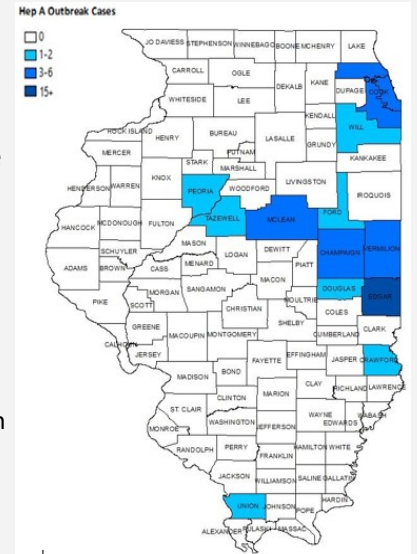 Hep A Outbreak Cases
0
1-2
3-6
15+
JO DAVIESS STEPHENSON WINNEBAGO BOONE MCHENRY LAKE
CARROLL OGLE
DEKALB KANE
DUPAGE COOK
WHITESIDE LEE
KENDALL
WILL
ROCK ISLAND HENRY BUREAU LASALLE
GRUNDY
MERCER PUTNAM
KANKAKEE
STARK
MARSHALL
KNOX LIVINGSTON
HENDERSON WARREN PEORIA WOODFORD
IROQUOIS
TAZEWELL MCLEAN FORD
HANCOCK MCDONOUGH FULTON
MASON
LOGAN DEWITT CHAMPAIGN VERMILION
SCHUYLER
ADAMS BROWN CASS MENARD PIATT
MACON
MORGAN SANGAMON DOUGLAS EDGAR
PIKE SCOTT MOULTRIE
CHRISTIAN COLES
GREENE SHELBY
CLARK
MACOUPIN MONTGOMERY CUMBERLAND
CALHOUN
JERSEY FAYETTE EFFINGHAM JASPER CRAWFORD
BOND
MADISON
CLAY RICHLAND LAWRENCE
CLINTON MARION
ST. CLAIR WAYNE WABASH
WASHINGTON JEFFERSON EDWARDS
MONROE
RANDOLPH PERRY HAMILTON WHITE
FRANKLIN
JACKSON WILLIAMSON SALINE GALLATIN
HARDIN
UNION JOHNSON POPE
ALEXANDER PULASKI MASSAC
n